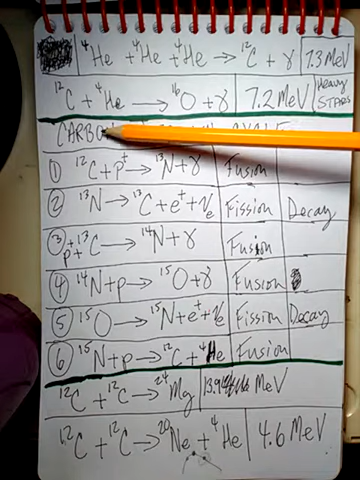 ⁴He + ⁴He + ⁴He → ¹²C + γ 7.3 MeV
¹²C + ⁴He → ¹⁶O + γ 7.2 MeV Heavy STARS
CYCLE
① ¹²C + p⁺ → ¹³N + γ Fusion
② ¹³N → ¹³C + e⁺ + νe Fission Decay
③ p⁺ + ¹³C → ¹⁴N + γ Fusion
④ ¹⁴N + p → ¹⁵O + γ Fusion
⑤ ¹⁵O → ¹⁵N + e⁺ + νe Fission Decay
⑥ ¹⁵N + p → ¹²C + ⁴He Fusion
¹²C + ¹²C → ²⁴Mg MeV
¹²C + ¹²C → ²⁰Ne + ⁴He 4.6 MeV